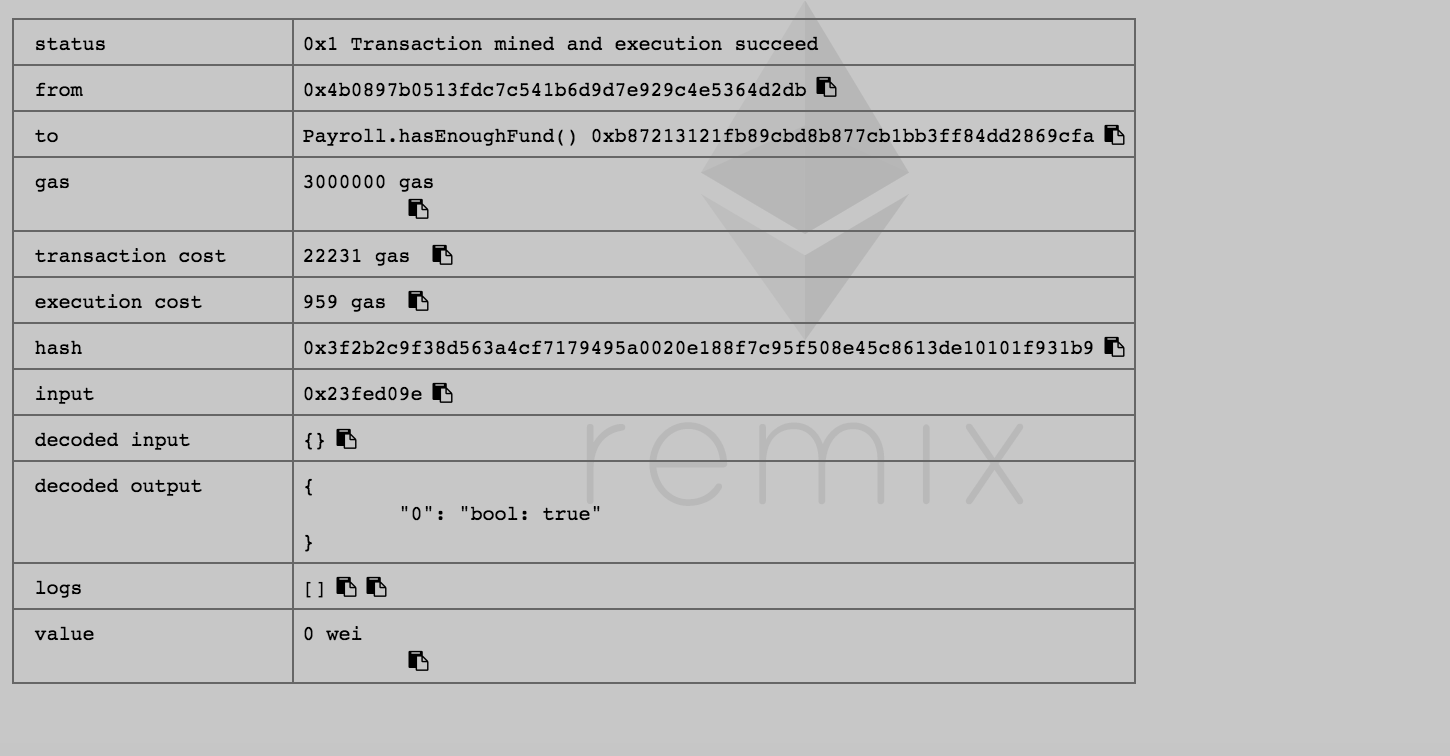 status 0x1 Transaction mined and execution succeed
from 0x4b0897b0513fdc7c541b6d9d7e929c4e5364d2db
to Payroll.hasEnoughFund() 0xb87213121fb89cbd8b877cb1bb3ff84dd2869cfa
gas 3000000 gas
transaction cost 22231 gas
execution cost 959 gas
hash 0x3f2b2c9f38d563a4cf7179495a0020e188f7c95f508e45c8613de10101f931b9
input 0x23fed09e
decoded input {}
remix
decoded output {
"0": "bool: true"
}
logs []
value 0 wei